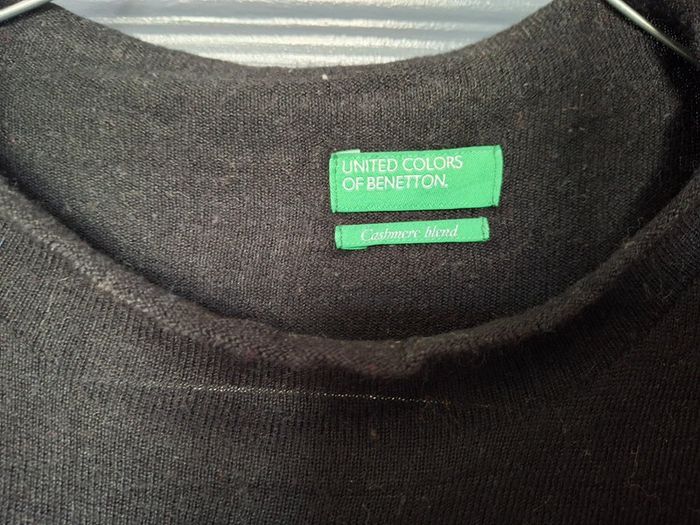 UNITED COLORS
OF BENETTON.
Cashmere blend